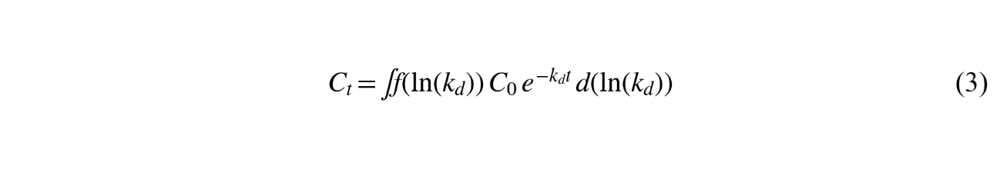 C_t = ∬f(ln(k_d)) C_0 e^{−k_d t} d(ln(k_d)) (3)